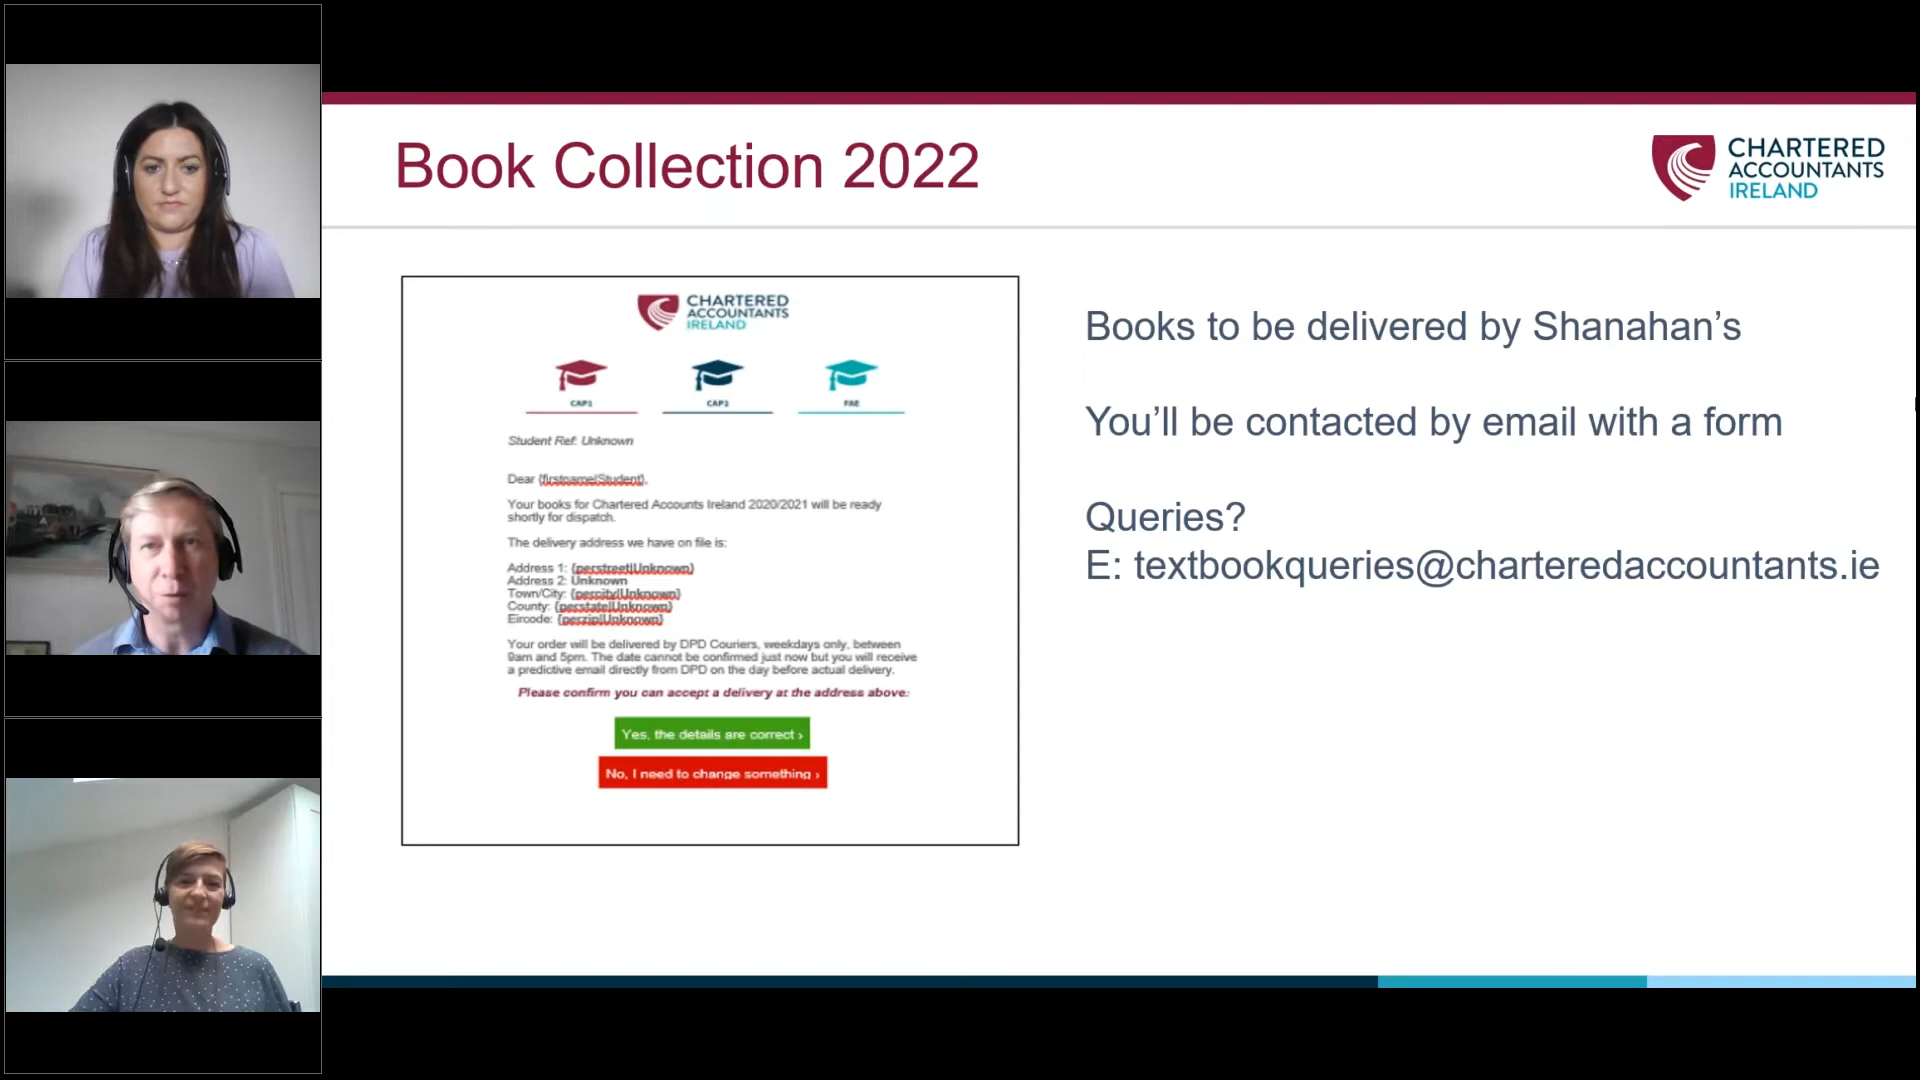 Book Collection 2022
CHARTERED
ACCOUNTANTS
IRELAND
CHARTERED
ACCOUNTANTS
IRELAND
CAP1
CAP2
FAE
Student Ref: Unknown
Dear {firstname|Student},
Your books for Chartered Accounts Ireland 2020/2021 will be ready
shortly for dispatch.
The delivery address we have on file is:
Address 1: {perstreet|Unknown}
Address 2: Unknown
Town/City: {percity|Unknown}
County: {perstate|Unknown}
Eircode: {perzip|Unknown}
Your order will be delivered by DPD Couriers, weekdays only, between
9am and 5pm. The date cannot be confirmed just now but you will receive
a predictive email directly from DPD on the day before actual delivery.
Please confirm you can accept a delivery at the address above:
Yes, the details are correct ›
No, I need to change something ›
Books to be delivered by Shanahan’s
You’ll be contacted by email with a form
Queries?
E: textbookqueries@charteredaccountants.ie